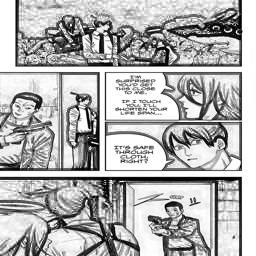 I'M
SURPRISED
YOU'D GET
THIS CLOSE
TO ME.
IF I TOUCH
YOU, I'LL
SHORTEN YOUR
LIFE SPAN...
IT'S SAFE
THROUGH
CLOTH,
RIGHT?